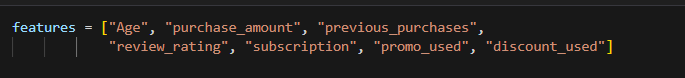 features = ["Age", "purchase_amount", "previous_purchases",
"review_rating", "subscription", "promo_used", "discount_used"]